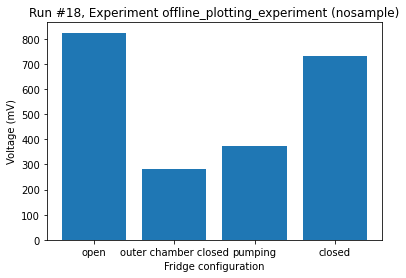 Run #18, Experiment offline_plotting_experiment (nosample)
800
700
600
500
400
300
200
100
0
Voltage (mV)
open
outer chamber closed
pumping
closed
Fridge configuration